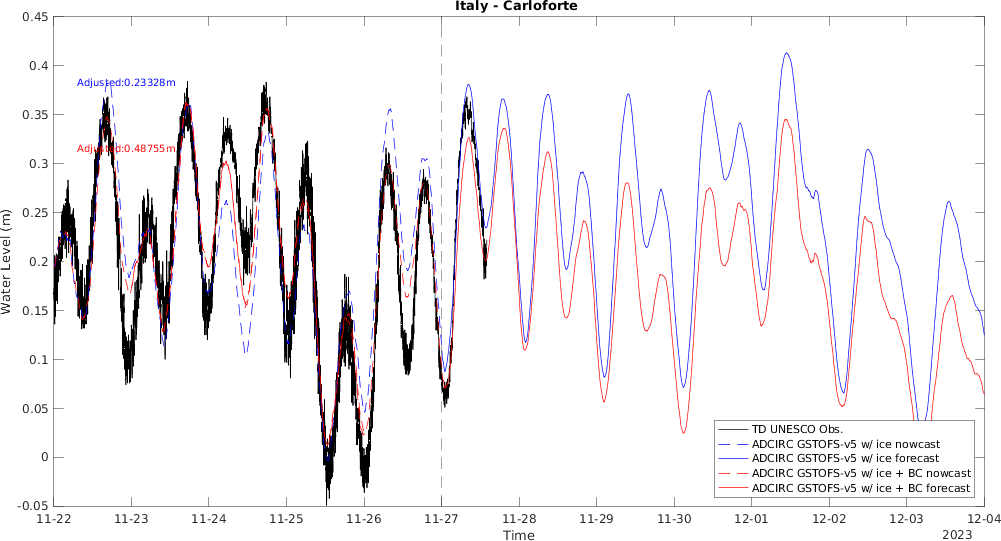 Italy - Carloforte
0.45
0.4
0.35
0.3
0.25
0.2
0.15
0.1
0.05
0
-0.05
Water Level (m)
Adjusted:0.23328m
Adjusted:0.48755m
TD UNESCO Obs.
ADCIRC GSTOFS-v5 w/ ice nowcast
ADCIRC GSTOFS-v5 w/ ice forecast
ADCIRC GSTOFS-v5 w/ ice + BC nowcast
ADCIRC GSTOFS-v5 w/ ice + BC forecast
11-22 11-23 11-24 11-25 11-26 11-27 11-28 11-29 11-30 12-01 12-02 12-03 12-04
Time
2023